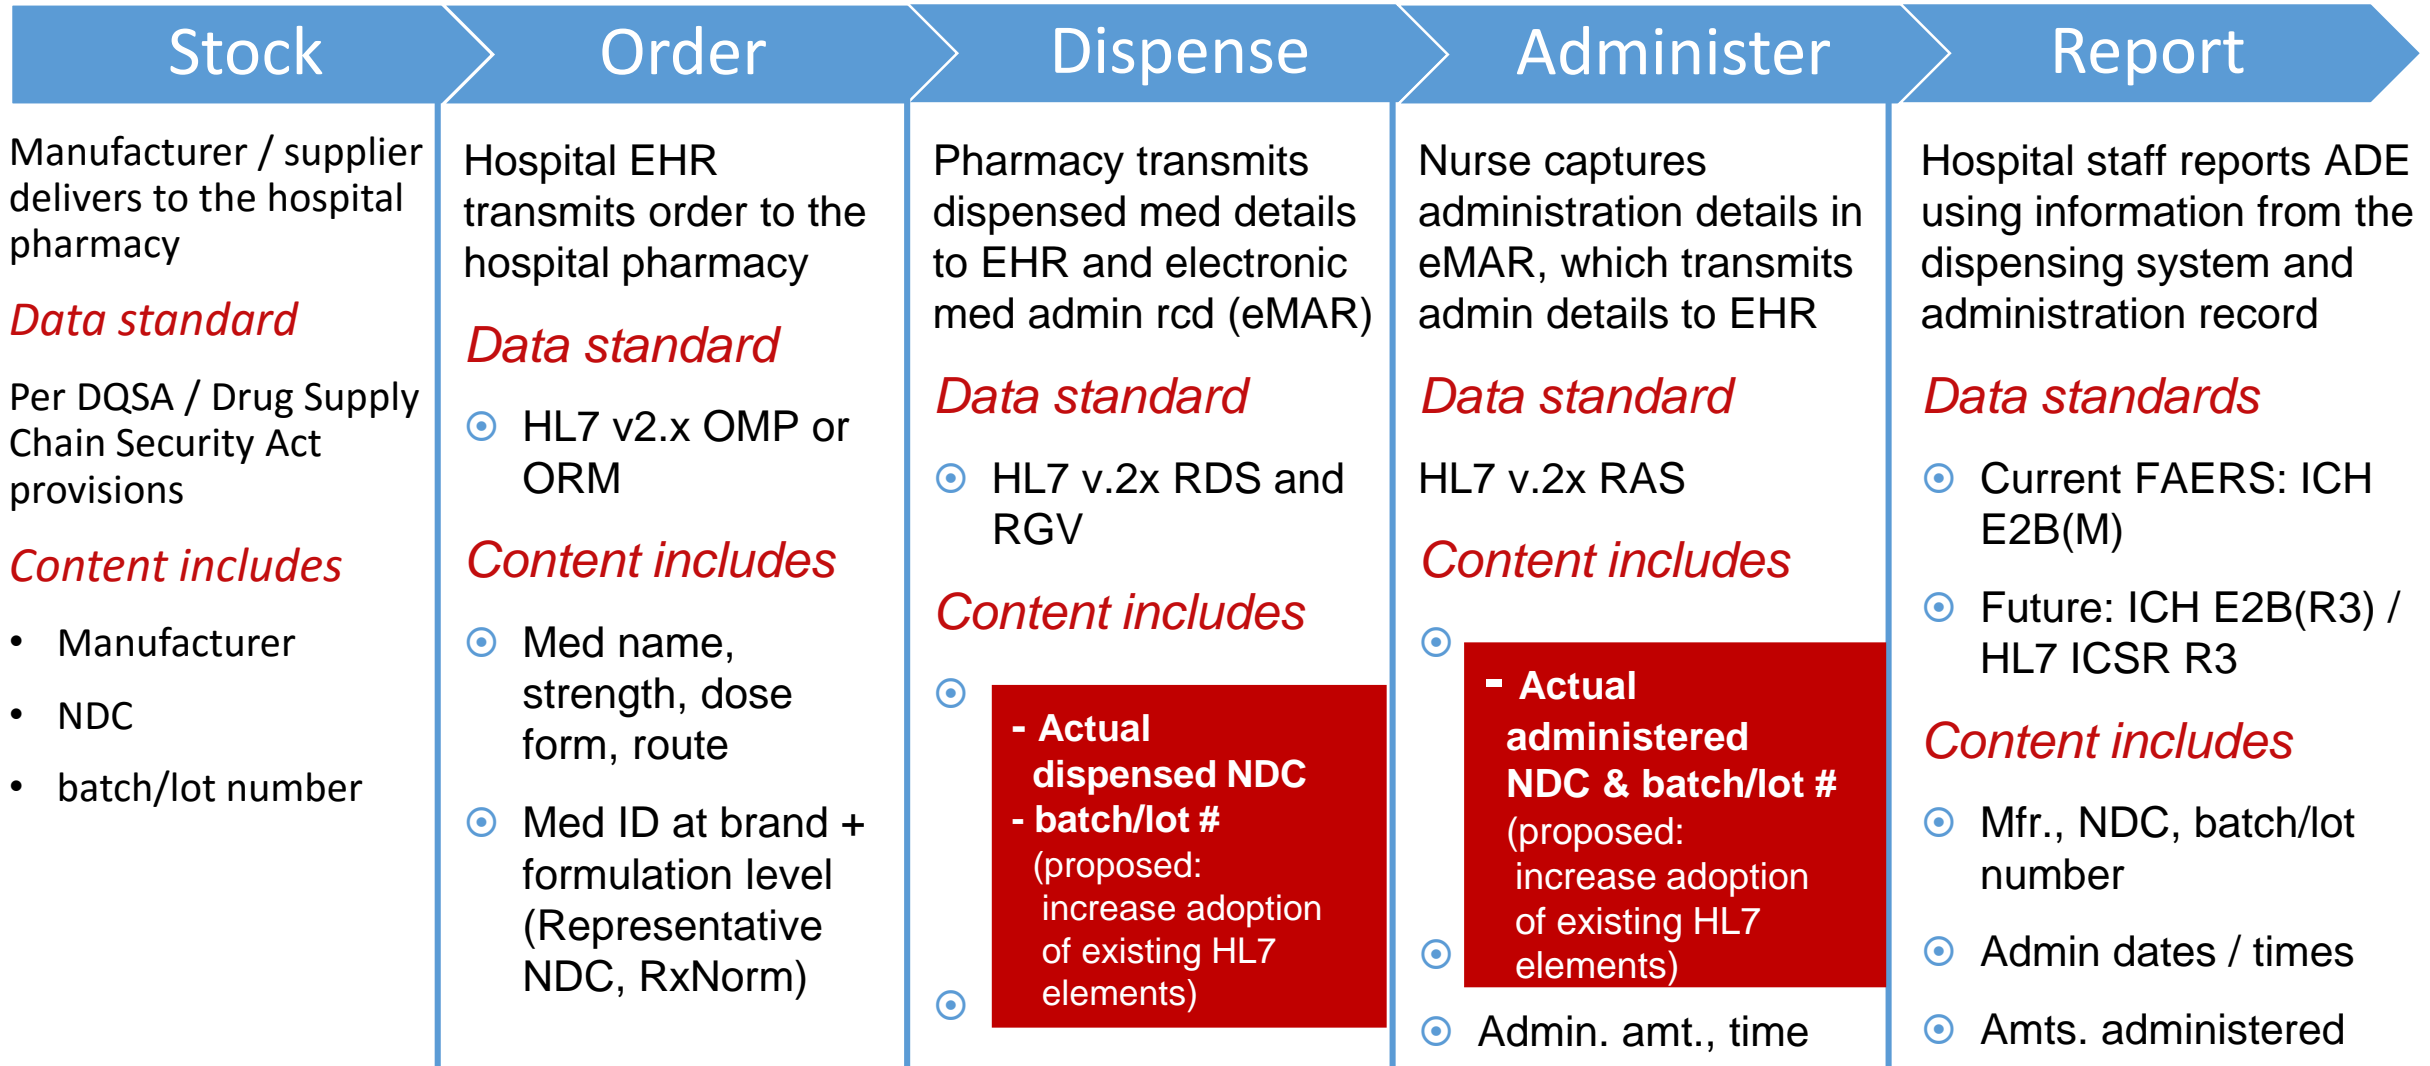 Stock
Order
Dispense
Administer
Report
Manufacturer / supplier
delivers to the hospital
pharmacy
Data standard
Per DQSA / Drug Supply
Chain Security Act
provisions
Content includes
• Manufacturer
• NDC
• batch/lot number
Hospital EHR
transmits order to the
hospital pharmacy
Data standard
HL7 v2.x OMP or
ORM
Content includes
Med name,
strength, dose
form, route
Med ID at brand +
formulation level
(Representative
NDC, RxNorm)
Pharmacy transmits
dispensed med details
to EHR and electronic
med admin rcd (eMAR)
Data standard
HL7 v.2x RDS and
RGV
Content includes
- Actual
dispensed NDC
- batch/lot #
(proposed:
increase adoption
of existing HL7
elements)
Nurse captures
administration details in
eMAR, which transmits
admin details to EHR
Data standard
HL7 v.2x RAS
Content includes
- Actual
administered
NDC & batch/lot #
(proposed:
increase adoption
of existing HL7
elements)
Admin. amt., time
Hospital staff reports ADE
using information from the
dispensing system and
administration record
Data standards
Current FAERS: ICH
E2B(M)
Future: ICH E2B(R3) /
HL7 ICSR R3
Content includes
Mfr., NDC, batch/lot
number
Admin dates / times
Amts. administered